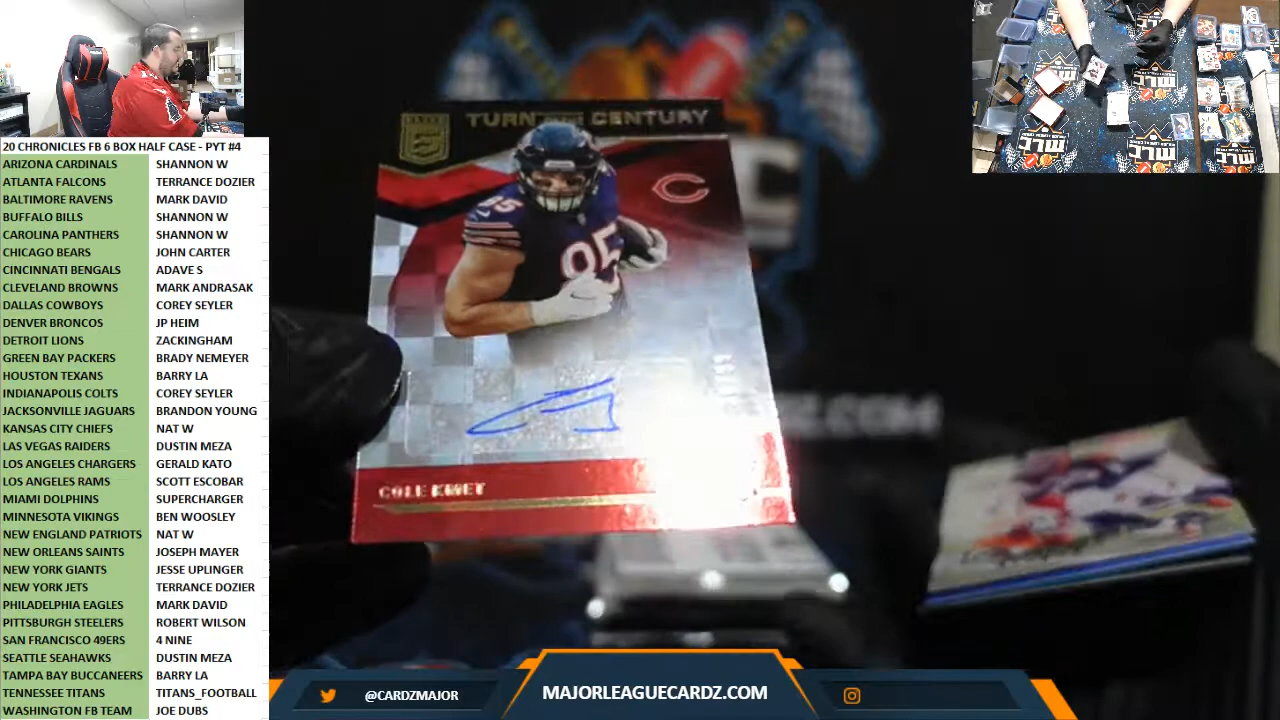 20 CHRONICLES FB 6 BOX HALF CASE - PYT #4
ARIZONA CARDINALS SHANNON W
ATLANTA FALCONS TERRANCE DOZIER
BALTIMORE RAVENS MARK DAVID
BUFFALO BILLS SHANNON W
CAROLINA PANTHERS SHANNON W
CHICAGO BEARS JOHN CARTER
CINCINNATI BENGALS ADAVE S
CLEVELAND BROWNS MARK ANDRASAK
DALLAS COWBOYS COREY SEYLER
DENVER BRONCOS JP HEIM
DETROIT LIONS ZACKINGHAM
GREEN BAY PACKERS BRADY NEMEYER
HOUSTON TEXANS BARRY LA
INDIANAPOLIS COLTS COREY SEYLER
JACKSONVILLE JAGUARS BRANDON YOUNG
KANSAS CITY CHIEFS NAT W
LAS VEGAS RAIDERS DUSTIN MEZA
LOS ANGELES CHARGERS GERALD KATO
LOS ANGELES RAMS SCOTT ESCOBAR
MIAMI DOLPHINS SUPERCHARGER
MINNESOTA VIKINGS BEN WOOSLEY
NEW ENGLAND PATRIOTS NAT W
NEW ORLEANS SAINTS JOSEPH MAYER
NEW YORK GIANTS JESSE UPLINGER
NEW YORK JETS TERRANCE DOZIER
PHILADELPHIA EAGLES MARK DAVID
PITTSBURGH STEELERS ROBERT WILSON
SAN FRANCISCO 49ERS 4 NINE
SEATTLE SEAHAWKS DUSTIN MEZA
TAMPA BAY BUCCANEERS BARRY LA
TENNESSEE TITANS TITANS_FOOTBALL
WASHINGTON FB TEAM JOE DUBS
TURN OF THE CENTURY
85
85
COLE KMET
Z.COM
@CARDZMAJOR
MAJORLEAGUECARDZ.COM